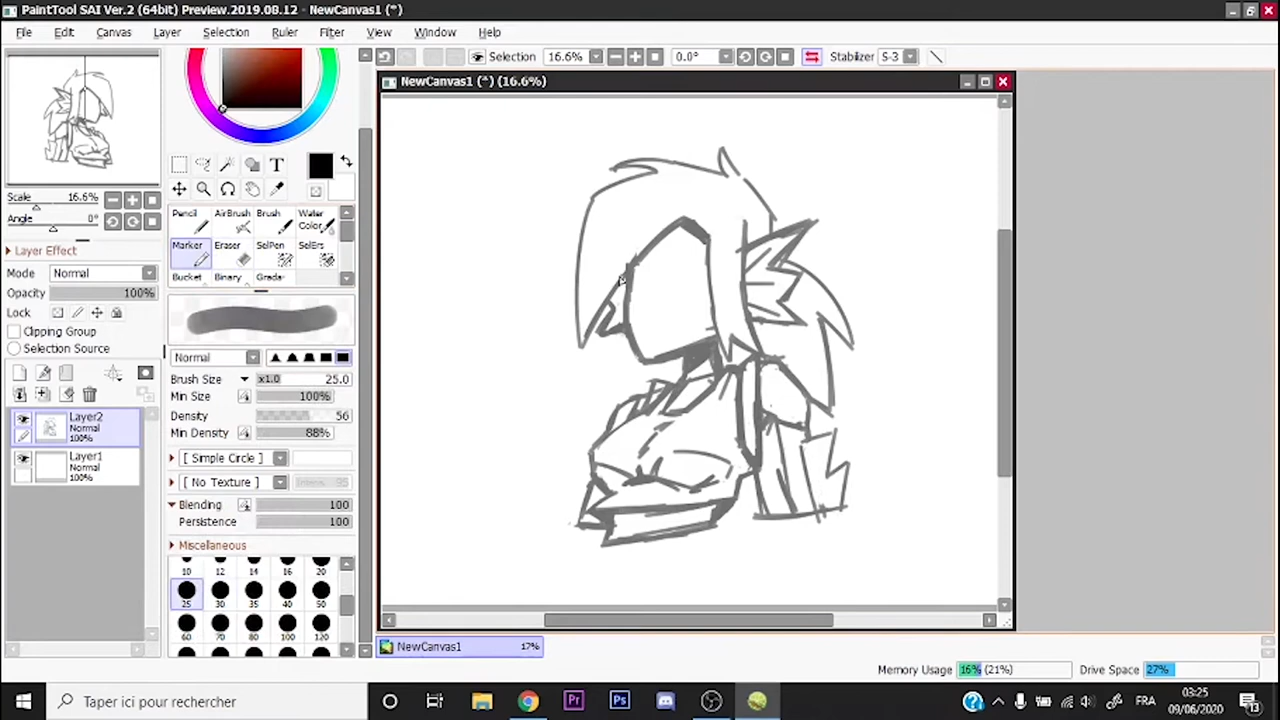 PaintTool SAI Ver.2 (64bit) Preview.2019.08.12 - NewCanvas1 (*)
File Edit Canvas Layer Selection Ruler Filter View Window Help
Selection 16.6% 0.0° Stabilizer S-3
NewCanvas1 (*) (16.6%)
T
Scale 16.6%
Angle 0°
Pencil AirBrush Brush Water Color
Marker Eraser SelPen SelErs
Bucket Binary Grada
Layer Effect
Mode Normal
Opacity 100%
Lock
Clipping Group
Selection Source
Layer2
Normal
100%
Layer1
Normal
100%
Normal
Brush Size x1.0 25.0
Min Size 100%
Density 56
Min Density 88%
[ Simple Circle ]
[ No Texture ] 95
Blending 100
Persistence 100
Miscellaneous
10 12 14 16 20
25 30 35 40 50
60 70 80 100 120
NewCanvas1 17%
Memory Usage 16% (21%) Drive Space 27%
Taper ici pour rechercher
Pr Ps
FRA 03:25
09/06/2020
13